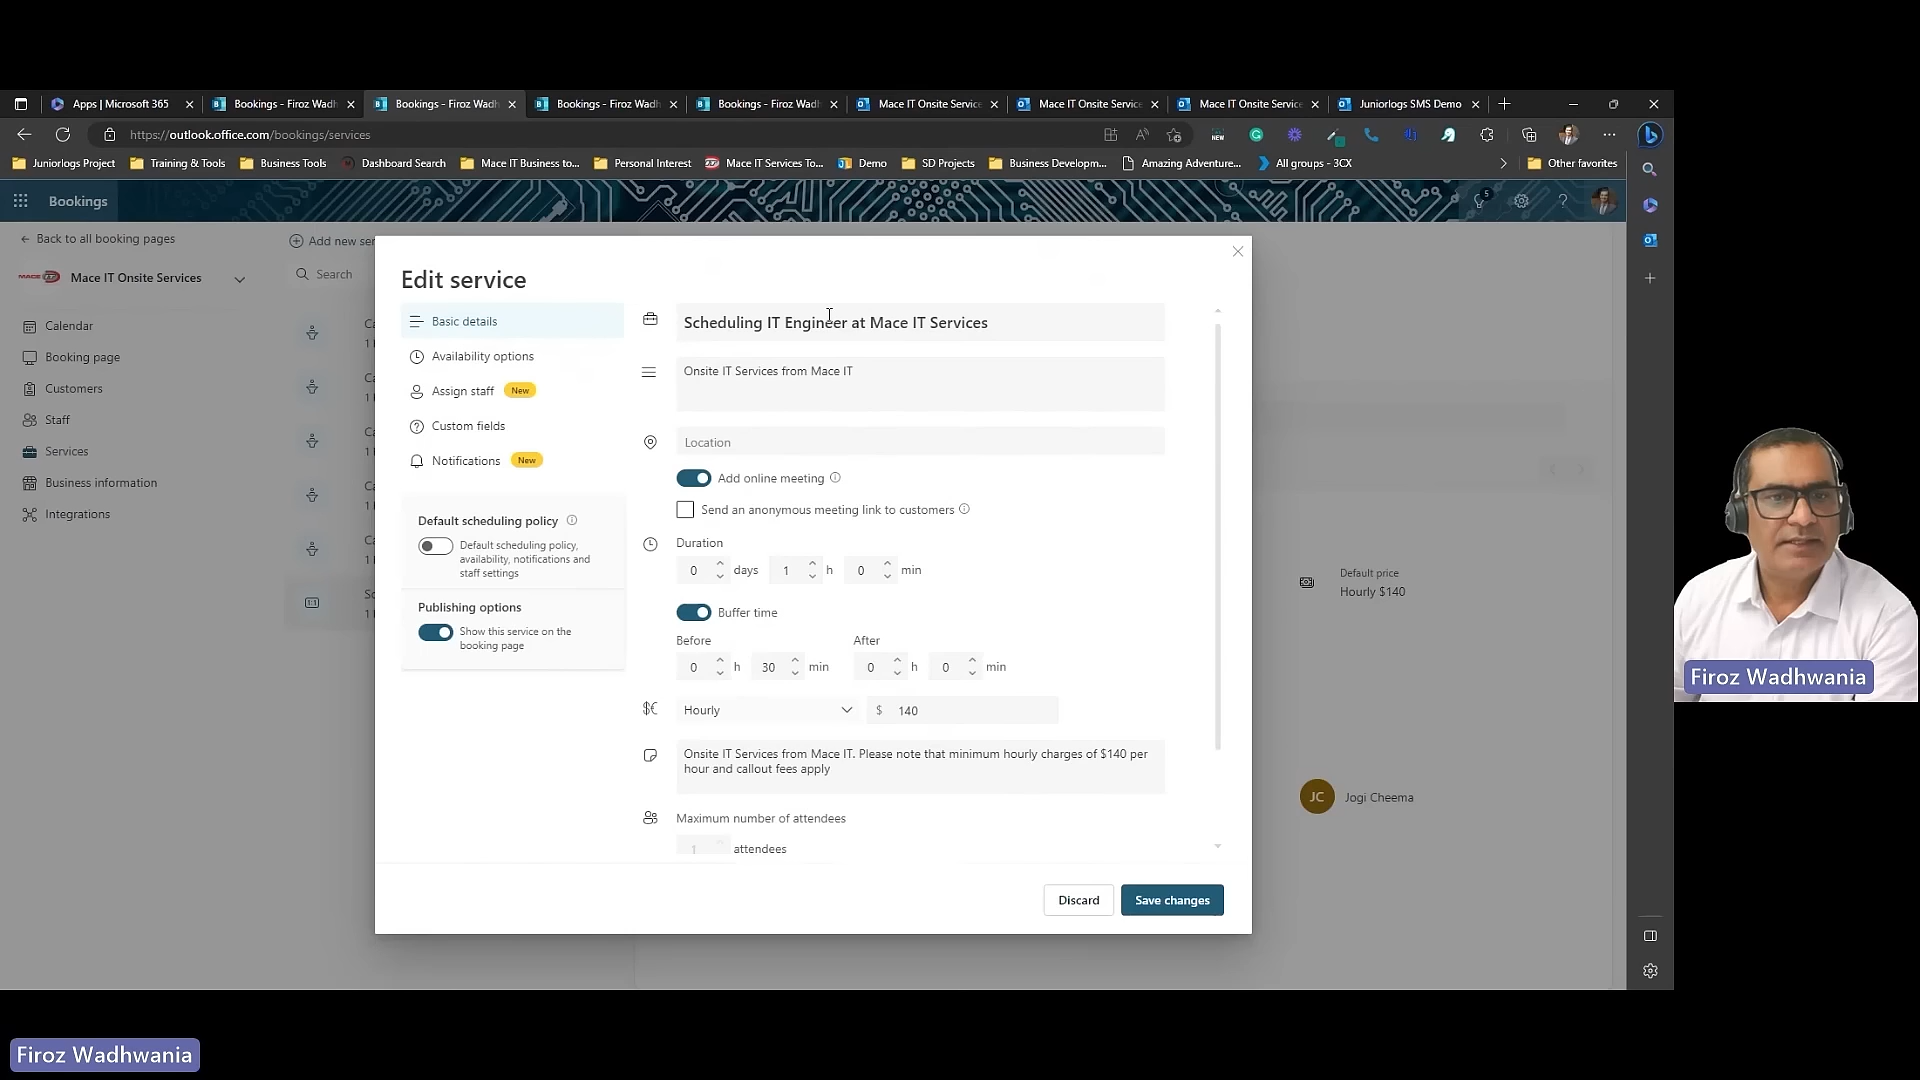 Apps | Microsoft 365
Bookings - Firoz Wadh
Bookings - Firoz Wadh
Bookings - Firoz Wadh
Bookings - Firoz Wadh
Mace IT Onsite Service
Mace IT Onsite Service
Mace IT Onsite Service
Juniorlogs SMS Demo
https://outlook.office.com/bookings/services
NEW
Juniorlogs Project
Training & Tools
Business Tools
Dashboard Search
Mace IT Business to...
Personal Interest
Mace IT Services To...
Demo
SD Projects
Business Developm...
Amazing Adventure...
All groups - 3CX
Other favorites
Bookings
5
?
Back to all booking pages
Mace IT Onsite Services
Calendar
Booking page
Customers
Staff
Services
Business information
Integrations
Add new ser
Search
Edit service
Basic details
Availability options
Assign staff New
Custom fields
Notifications New
Default scheduling policy
Default scheduling policy,
availability, notifications and
staff settings
Publishing options
Show this service on the
booking page
Scheduling IT Engineer at Mace IT Services
Onsite IT Services from Mace IT
Location
Add online meeting
Send an anonymous meeting link to customers
Duration
0 days 1 h 0 min
Buffer time
Before After
0 h 30 min 0 h 0 min
Hourly $ 140
Onsite IT Services from Mace IT. Please note that minimum hourly charges of $140 per
hour and callout fees apply
Maximum number of attendees
1 attendees
Discard Save changes
Default price
Hourly $140
JC Jogi Cheema
Firoz Wadhwania
Firoz Wadhwania